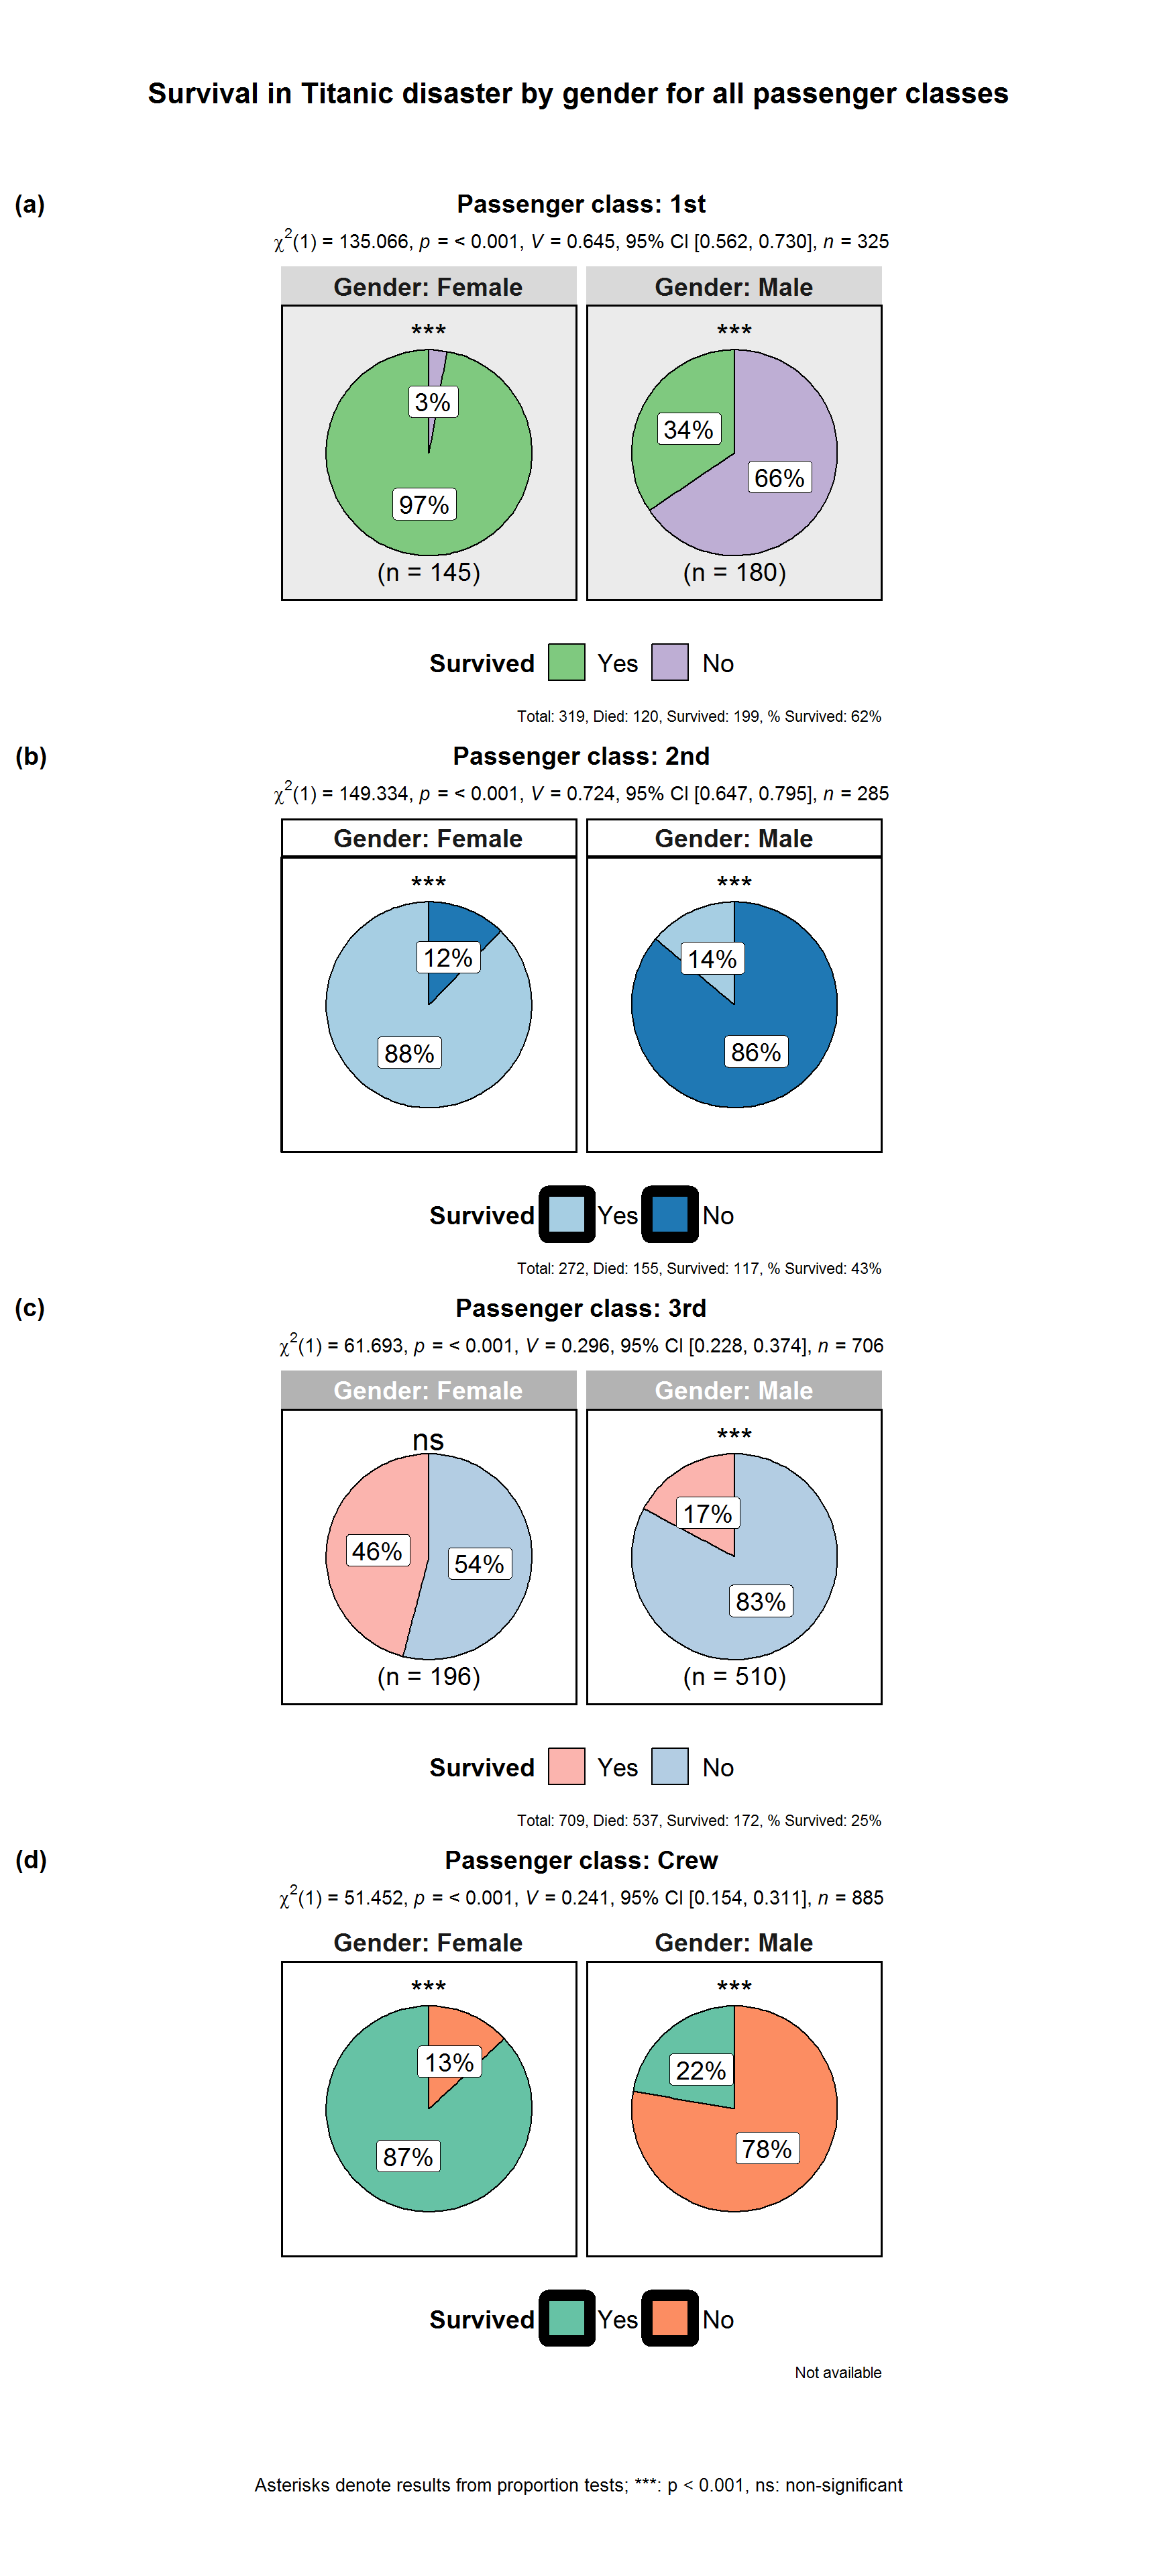 Survival in Titanic disaster by gender for all passenger classes
(a)
Passenger class: 1st
χ²(1) = 135.066, p = < 0.001, V = 0.645, 95% CI [0.562, 0.730], n = 325
Gender: Female Gender: Male
*** ***
3%
34%
66%
97%
(n = 145) (n = 180)
Survived Yes No
Total: 319, Died: 120, Survived: 199, % Survived: 62%
(b)
Passenger class: 2nd
χ²(1) = 149.334, p = < 0.001, V = 0.724, 95% CI [0.647, 0.795], n = 285
Gender: Female Gender: Male
*** ***
12% 14%
88% 86%
Survived Yes No
Total: 272, Died: 155, Survived: 117, % Survived: 43%
(c)
Passenger class: 3rd
χ²(1) = 61.693, p = < 0.001, V = 0.296, 95% CI [0.228, 0.374], n = 706
Gender: Female Gender: Male
ns ***
17%
46% 54%
83%
(n = 196) (n = 510)
Survived Yes No
Total: 709, Died: 537, Survived: 172, % Survived: 25%
(d)
Passenger class: Crew
χ²(1) = 51.452, p = < 0.001, V = 0.241, 95% CI [0.154, 0.311], n = 885
Gender: Female Gender: Male
*** ***
13% 22%
87% 78%
Survived Yes No
Not available
Asterisks denote results from proportion tests; ***: p < 0.001, ns: non-significant